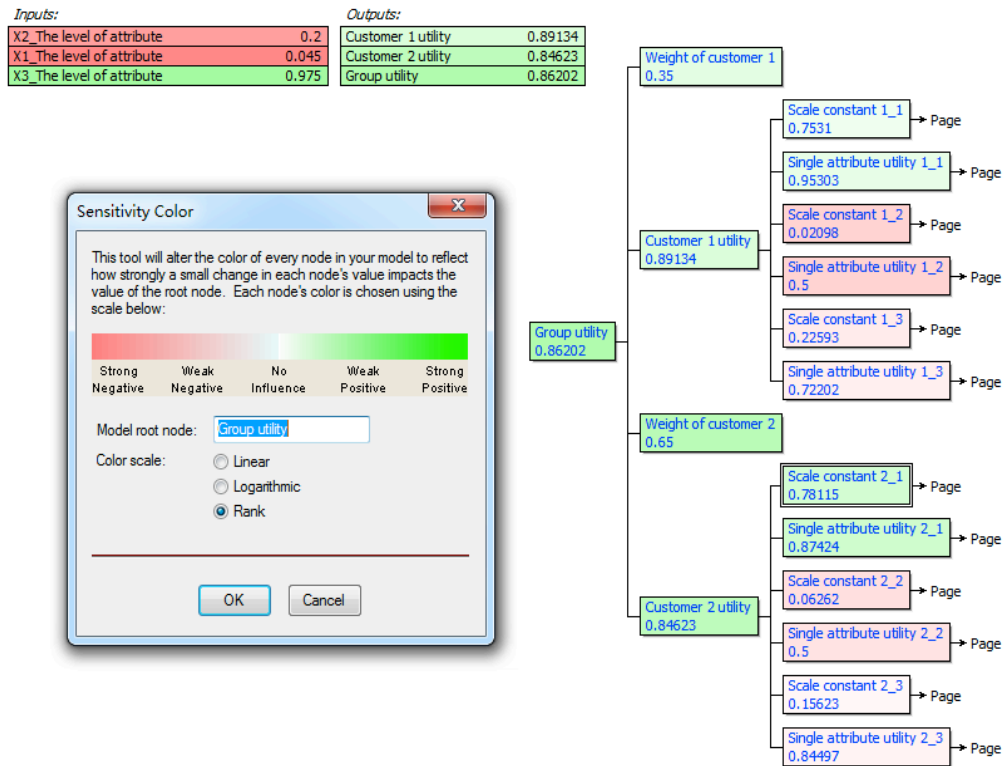 Inputs:
X2_The level of attribute 0.2
X1_The level of attribute 0.045
X3_The level of attribute 0.975
Outputs:
Customer 1 utility 0.89134
Customer 2 utility 0.84623
Group utility 0.86202
Sensitivity Color
This tool will alter the color of every node in your model to reflect
how strongly a small change in each node's value impacts the
value of the root node. Each node's color is chosen using the
scale below:
Strong Negative
Weak Negative
No Influence
Weak Positive
Strong Positive
Model root node: Group utility
Color scale:
Linear
Logarithmic
Rank
OK
Cancel
Group utility
0.86202
Weight of customer 1
0.35
Customer 1 utility
0.89134
Scale constant 1_1
0.7531
Page
Single attribute utility 1_1
0.95303
Page
Scale constant 1_2
0.02098
Page
Single attribute utility 1_2
0.5
Page
Scale constant 1_3
0.22593
Page
Single attribute utility 1_3
0.72202
Page
Weight of customer 2
0.65
Customer 2 utility
0.84623
Scale constant 2_1
0.78115
Page
Single attribute utility 2_1
0.87424
Page
Scale constant 2_2
0.06262
Page
Single attribute utility 2_2
0.5
Page
Scale constant 2_3
0.15623
Page
Single attribute utility 2_3
0.84497
Page